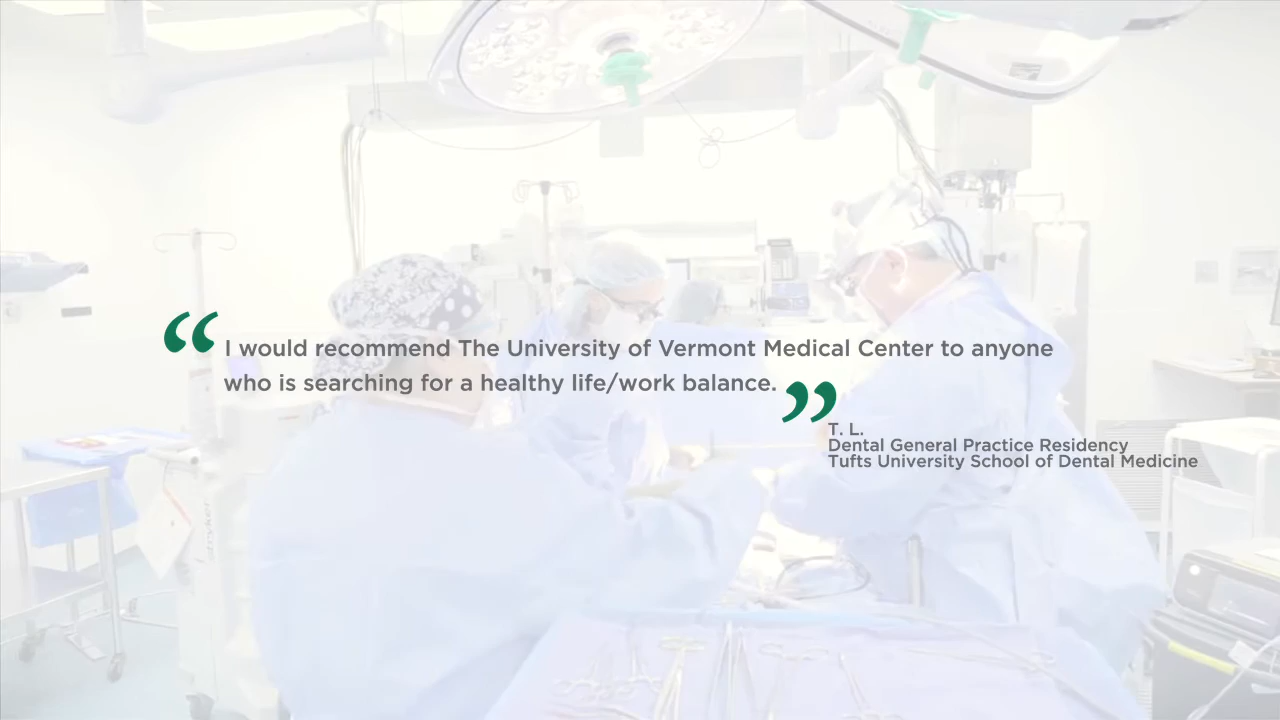 “I would recommend The University of Vermont Medical Center to anyone
who is searching for a healthy life/work balance.”
T. L.
Dental General Practice Residency
Tufts University School of Dental Medicine
stryker